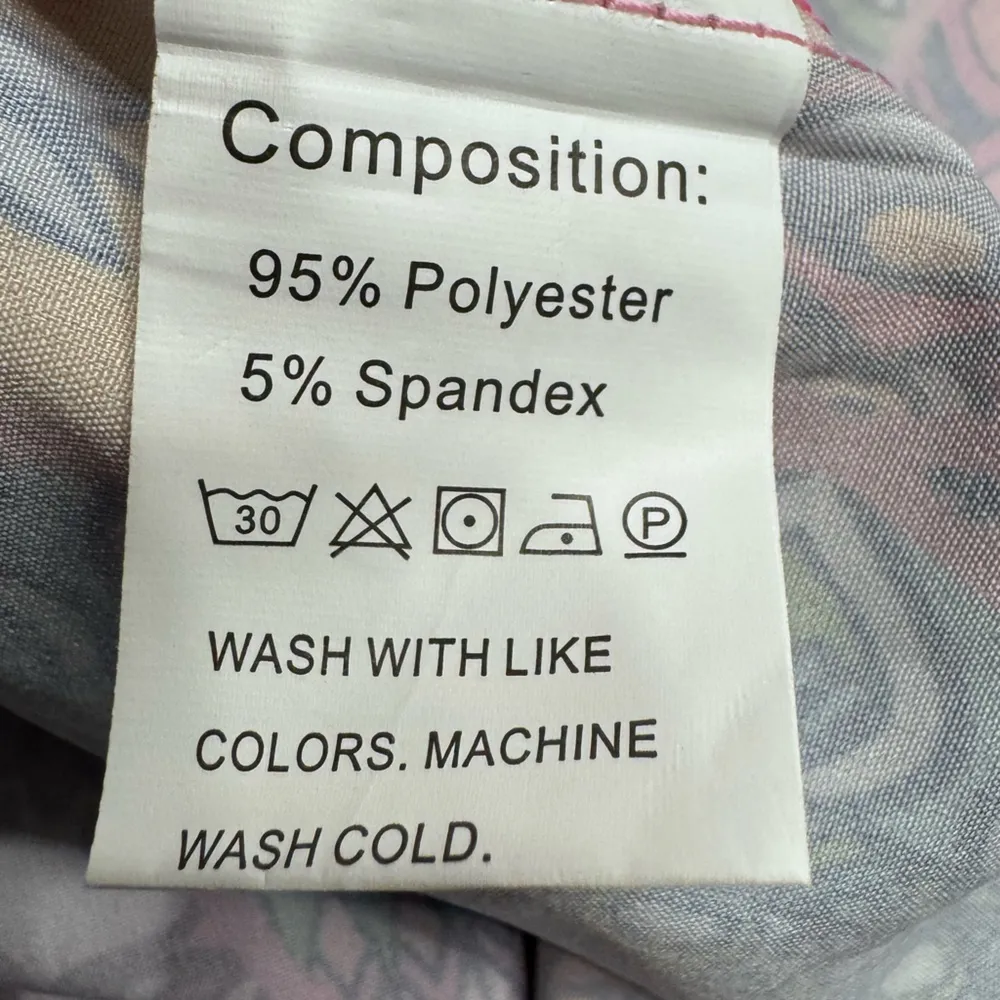 Composition:
95% Polyester
5% Spandex
30 P
WASH WITH LIKE
COLORS. MACHINE
WASH COLD.